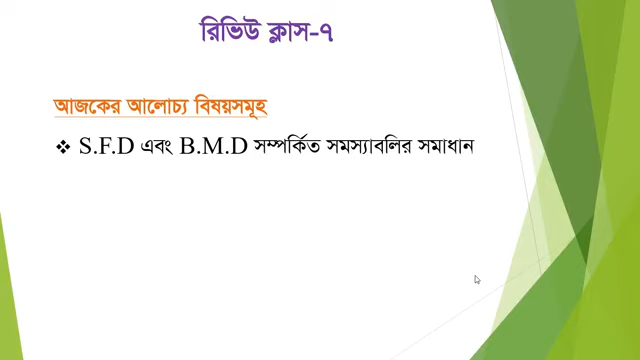 রিভিউ ক্লাস-৭
আজকের আলোচ্য বিষয়সমূহ
❖ S.F.D এবং B.M.D সম্পর্কিত সমস্যাবলির সমাধান